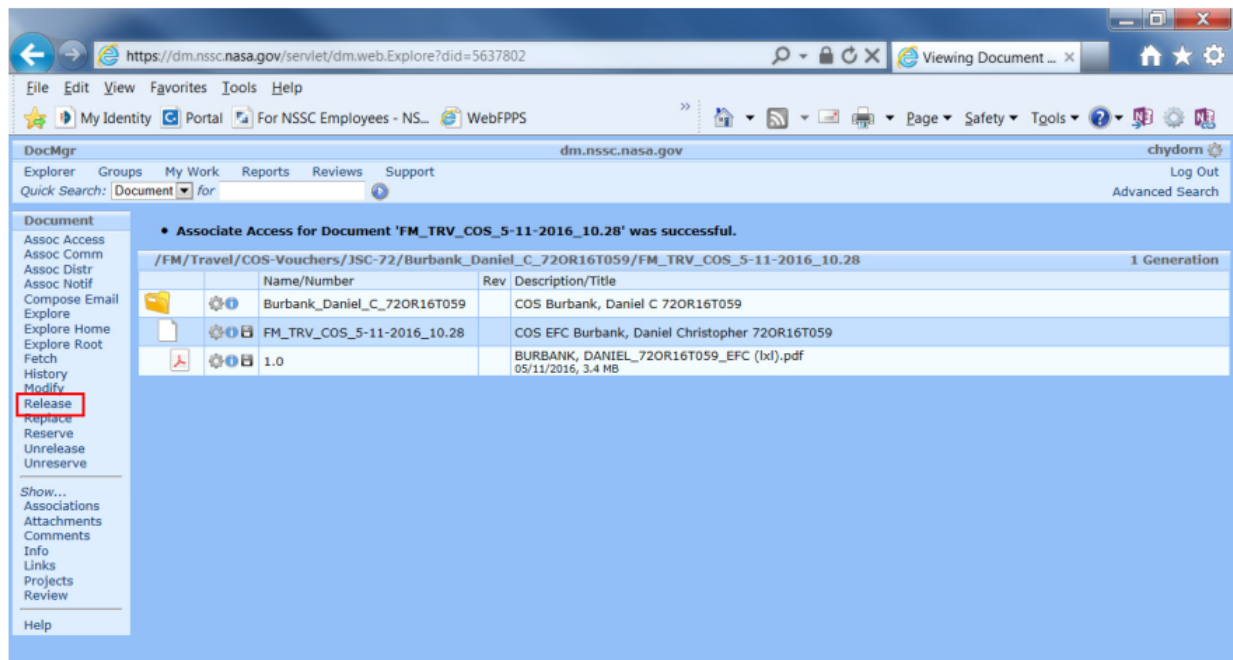 https://dm.nssc.nasa.gov/servlet/dm.web.Explore?did=5637802
Viewing Document ...
File Edit View Favorites Tools Help
My Identity Portal For NSSC Employees - NS... WebFPPS
Page Safety Tools
DocMgr dm.nssc.nasa.gov chydorn
Explorer Groups My Work Reports Reviews Support Log Out
Quick Search: Document for Advanced Search
Document
Assoc Access
Assoc Comm
Assoc Distr
Assoc Notif
Compose Email
Explore
Explore Home
Explore Root
Fetch
History
Modify
Release
Replace
Reserve
Unrelease
Unreserve
Show...
Associations
Attachments
Comments
Info
Links
Projects
Review
Help
• Associate Access for Document 'FM_TRV_COS_5-11-2016_10.28' was successful.
/FM/Travel/COS-Vouchers/JSC-72/Burbank_Daniel_C_72OR16T059/FM_TRV_COS_5-11-2016_10.28 1 Generation
Name/Number Rev Description/Title
Burbank_Daniel_C_72OR16T059 COS Burbank, Daniel C 72OR16T059
FM_TRV_COS_5-11-2016_10.28 COS EFC Burbank, Daniel Christopher 72OR16T059
1.0 BURBANK, DANIEL_72OR16T059_EFC (lxl).pdf
05/11/2016, 3.4 MB